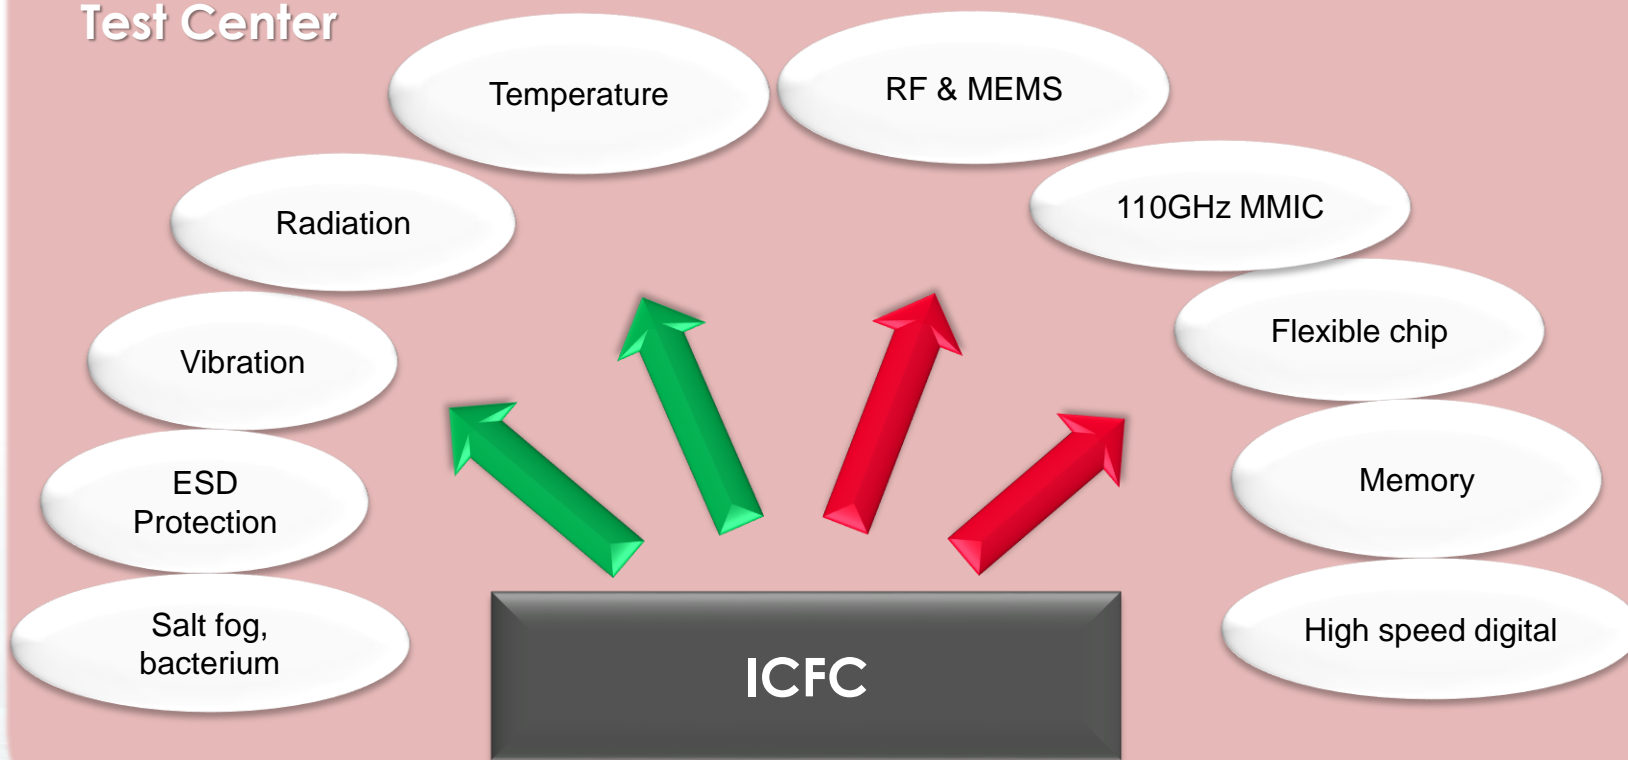 Test Center
Temperature
RF & MEMS
Radiation
110GHz MMIC
Vibration
Flexible chip
ESD
Protection
Memory
Salt fog,
bacterium
High speed digital
ICFC